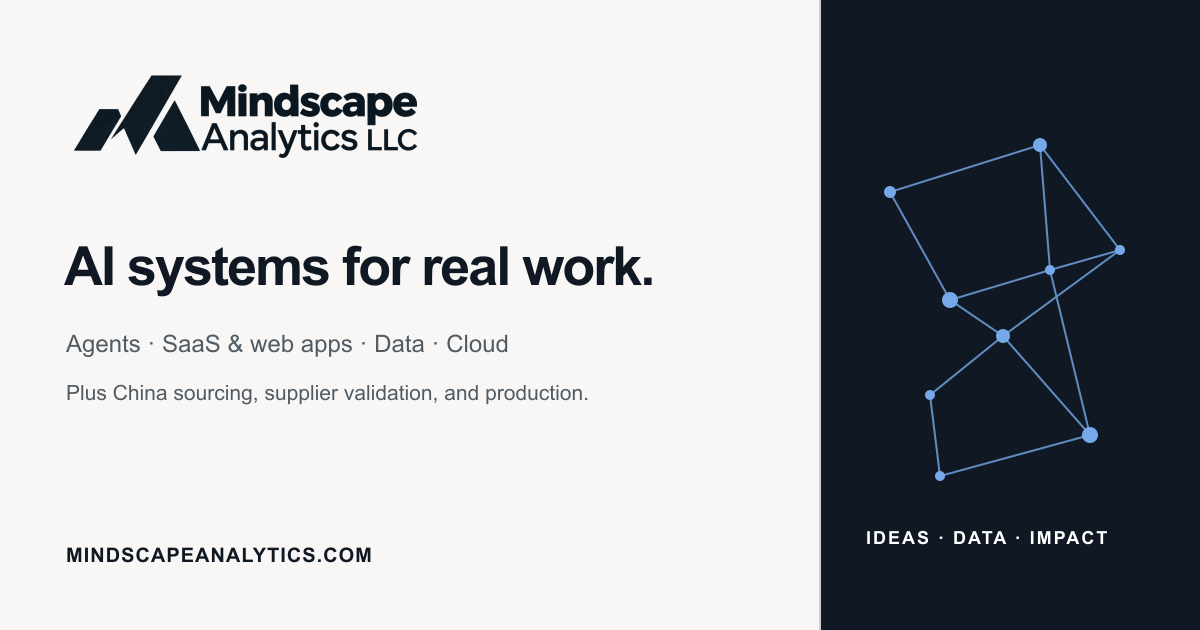 Mindscape
Analytics LLC
AI systems for real work.
Agents · SaaS & web apps · Data · Cloud
Plus China sourcing, supplier validation, and production.
MINDSCAPEANALYTICS.COM
IDEAS · DATA · IMPACT